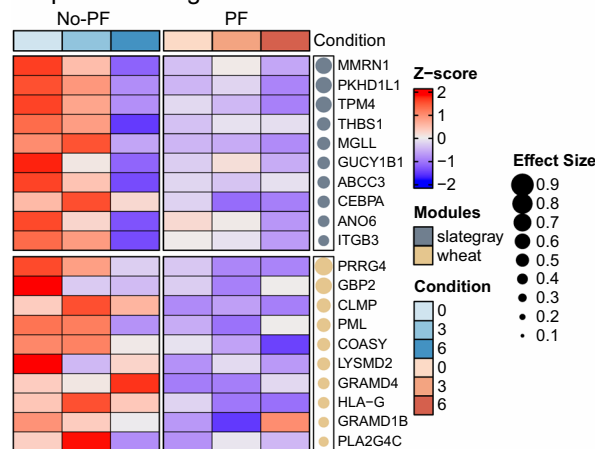 No-PF PF
Condition
MMRN1
PKHD1L1
TPM4
THBS1
MGLL
GUCY1B1
ABCC3
CEBPA
ANO6
ITGB3
PRRG4
GBP2
CLMP
PML
COASY
LYSMD2
GRAMD4
HLA−G
GRAMD1B
PLA2G4C
Z−score
2
1
0
−1
−2
Modules
slategray
wheat
Condition
0
3
6
0
3
6
Effect Size
0.9
0.8
0.7
0.6
0.5
0.4
0.3
0.2
0.1